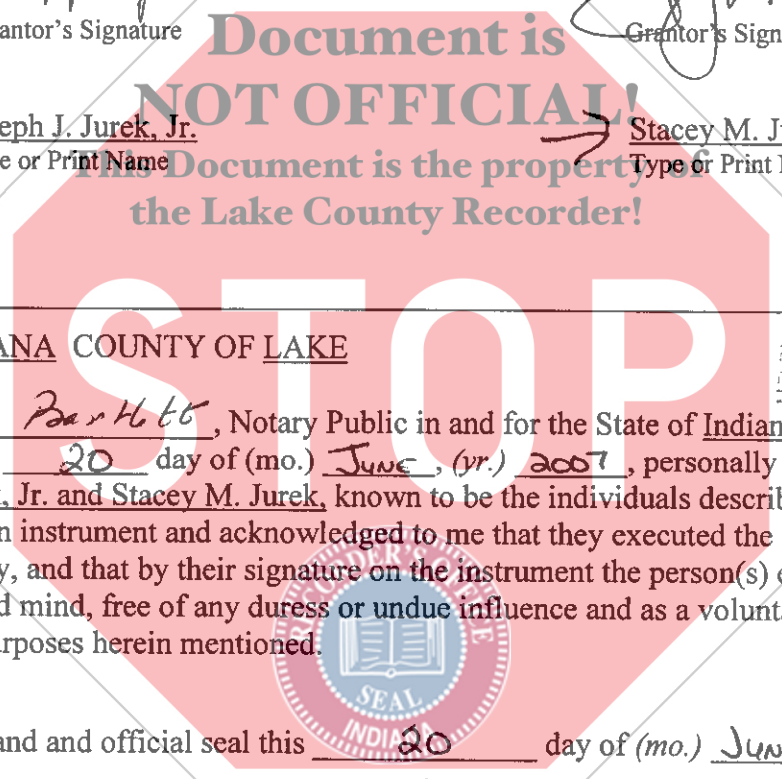 antor's Signature
Grantor's Sign
Document is
NOT OFFICIAL!
This Document is the property of
the Lake County Recorder!
eph J. Jurek, Jr.
Stacey M. J
e or Print Name
Type or Print
STOP
ANA COUNTY OF LAKE
Bartlett, Notary Public in and for the State of Indian
20 day of (mo.) June, (yr.) 2007, personally
, Jr. and Stacey M. Jurek, known to be the individuals describ
n instrument and acknowledged to me that they executed the
y, and that by their signature on the instrument the person(s)
d mind, free of any duress or undue influence and as a volunt
rposes herein mentioned.
RECORDER'S OFFICE
SEAL
INDIANA
and and official seal this 20 day of (mo.) Jun